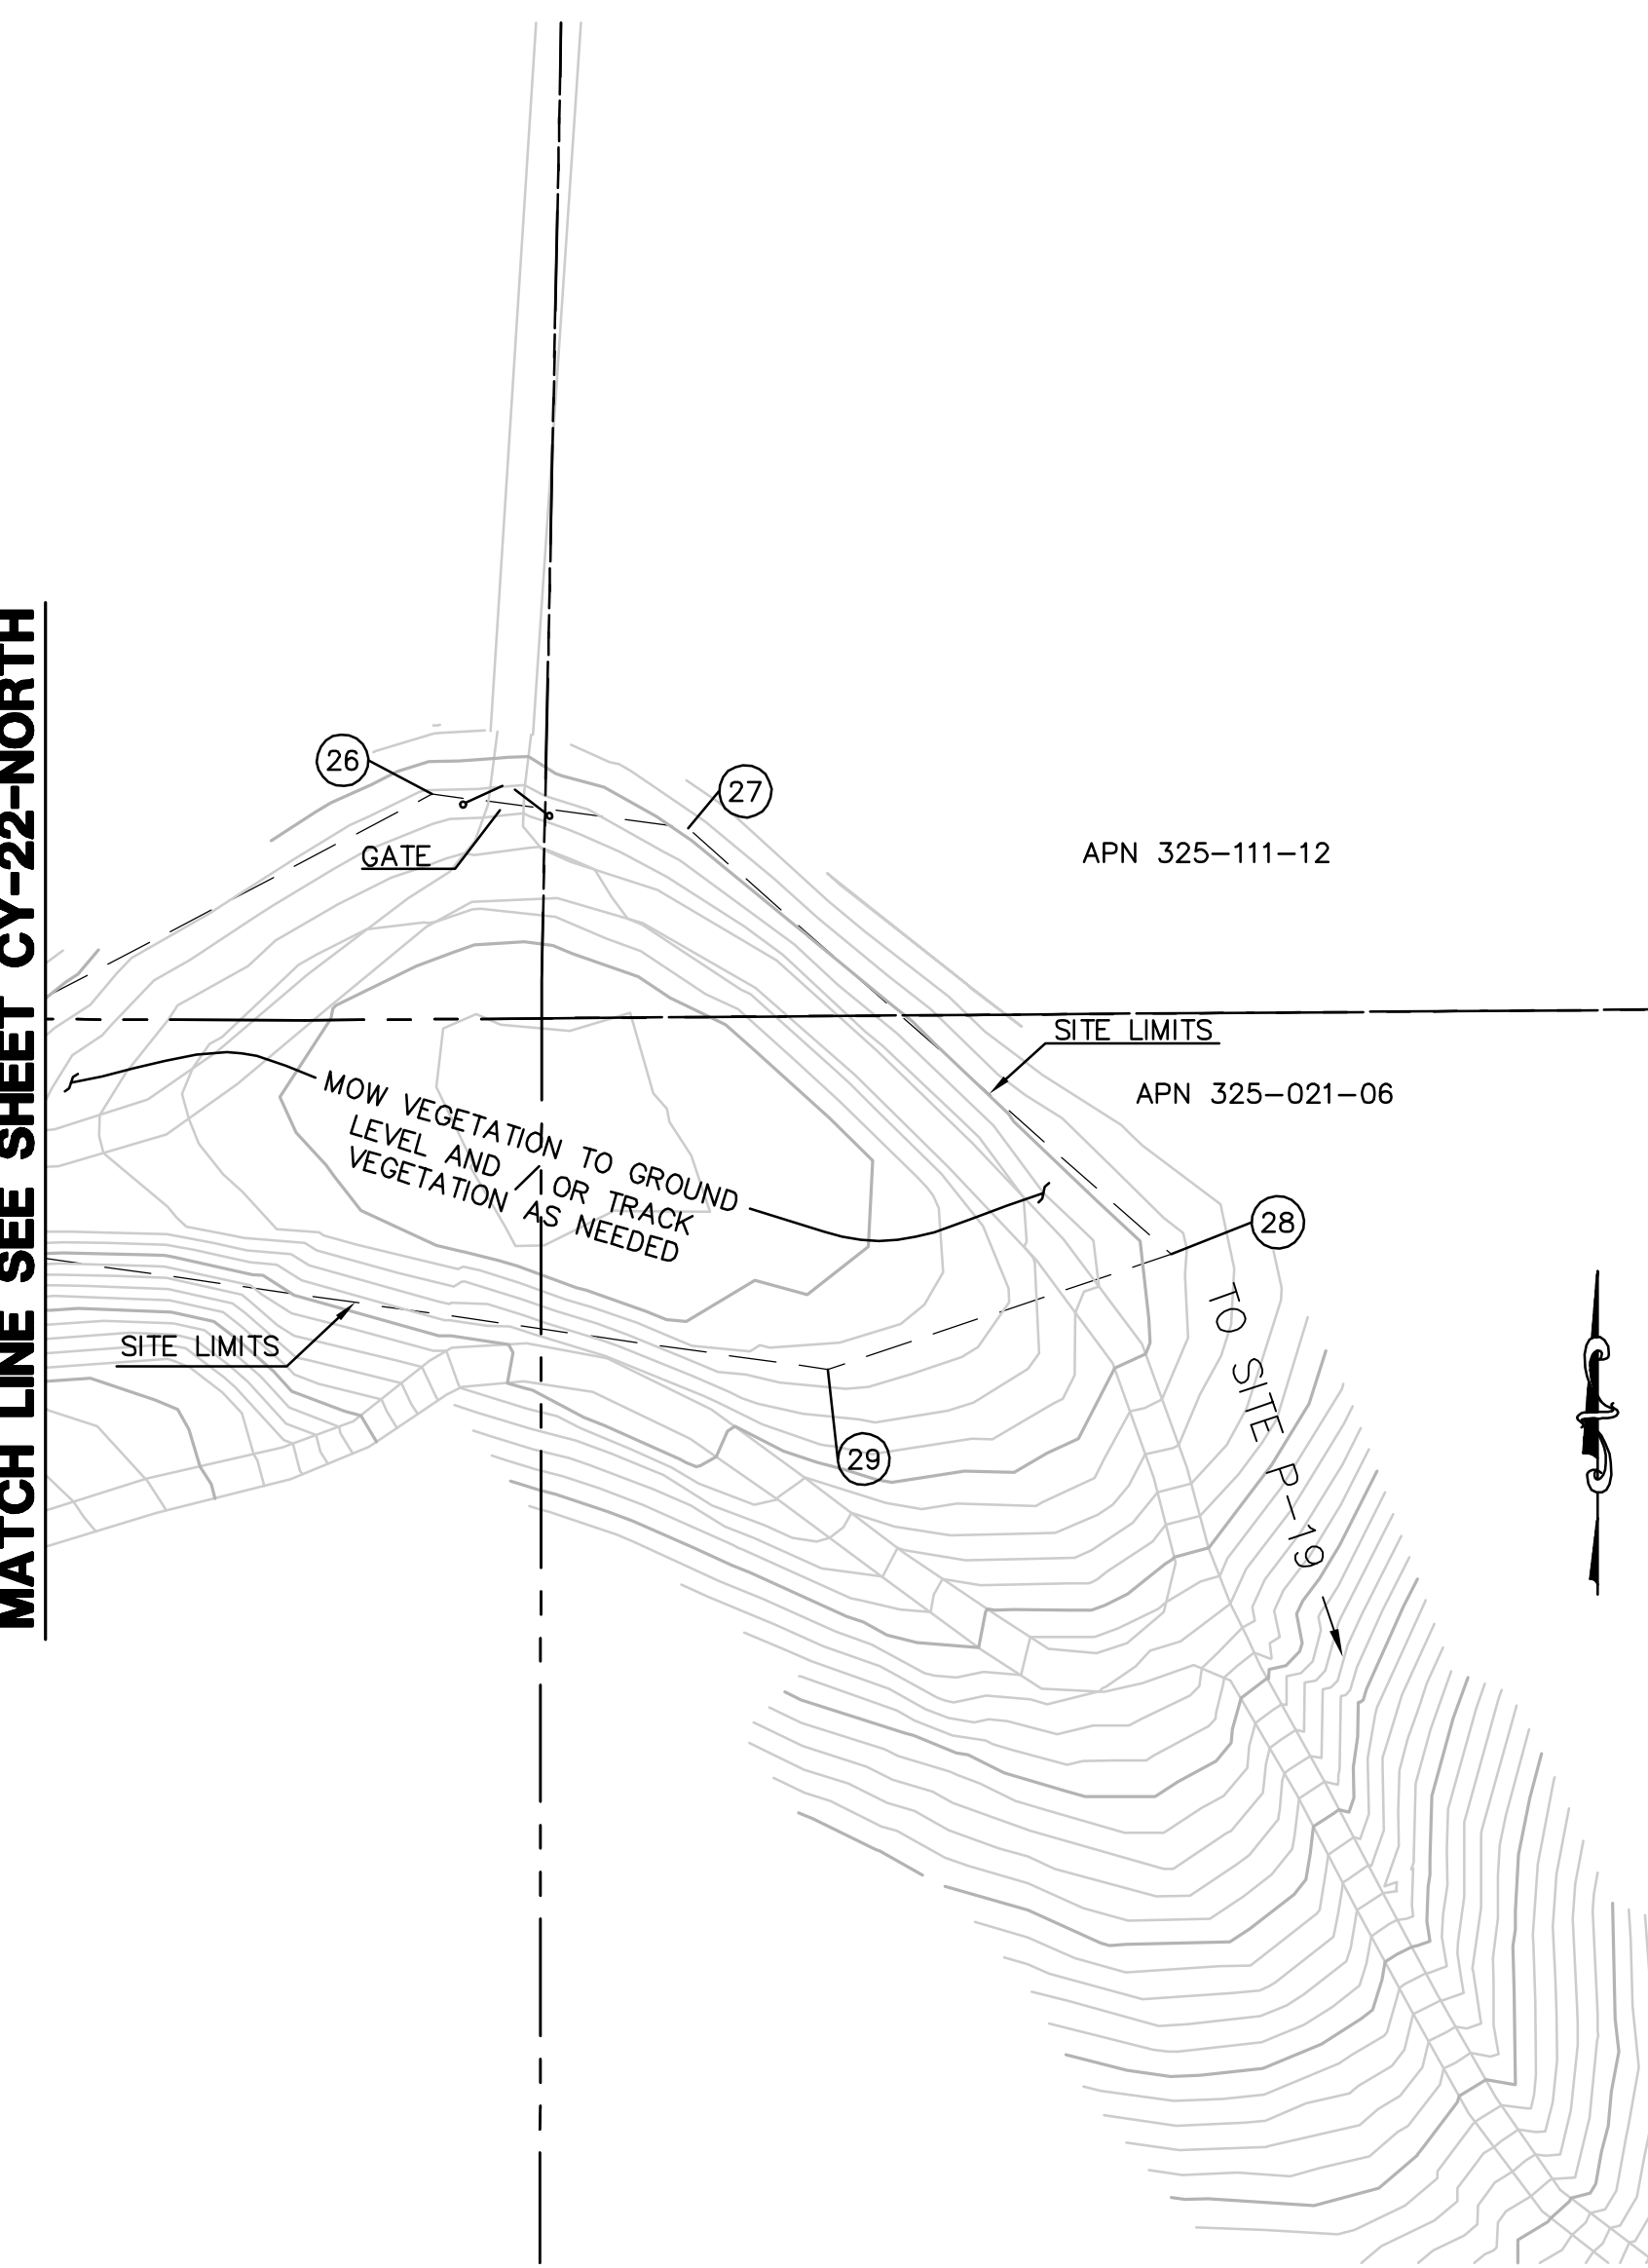 MATCH LINE SEE SHEET CY-22-NORTH
26
27
GATE
APN 325-111-12
SITE LIMITS
APN 325-021-06
MOW VEGETATION TO GROUND
LEVEL AND / OR TRACK
VEGETATION AS NEEDED
28
TO SITE P-19
SITE LIMITS
29